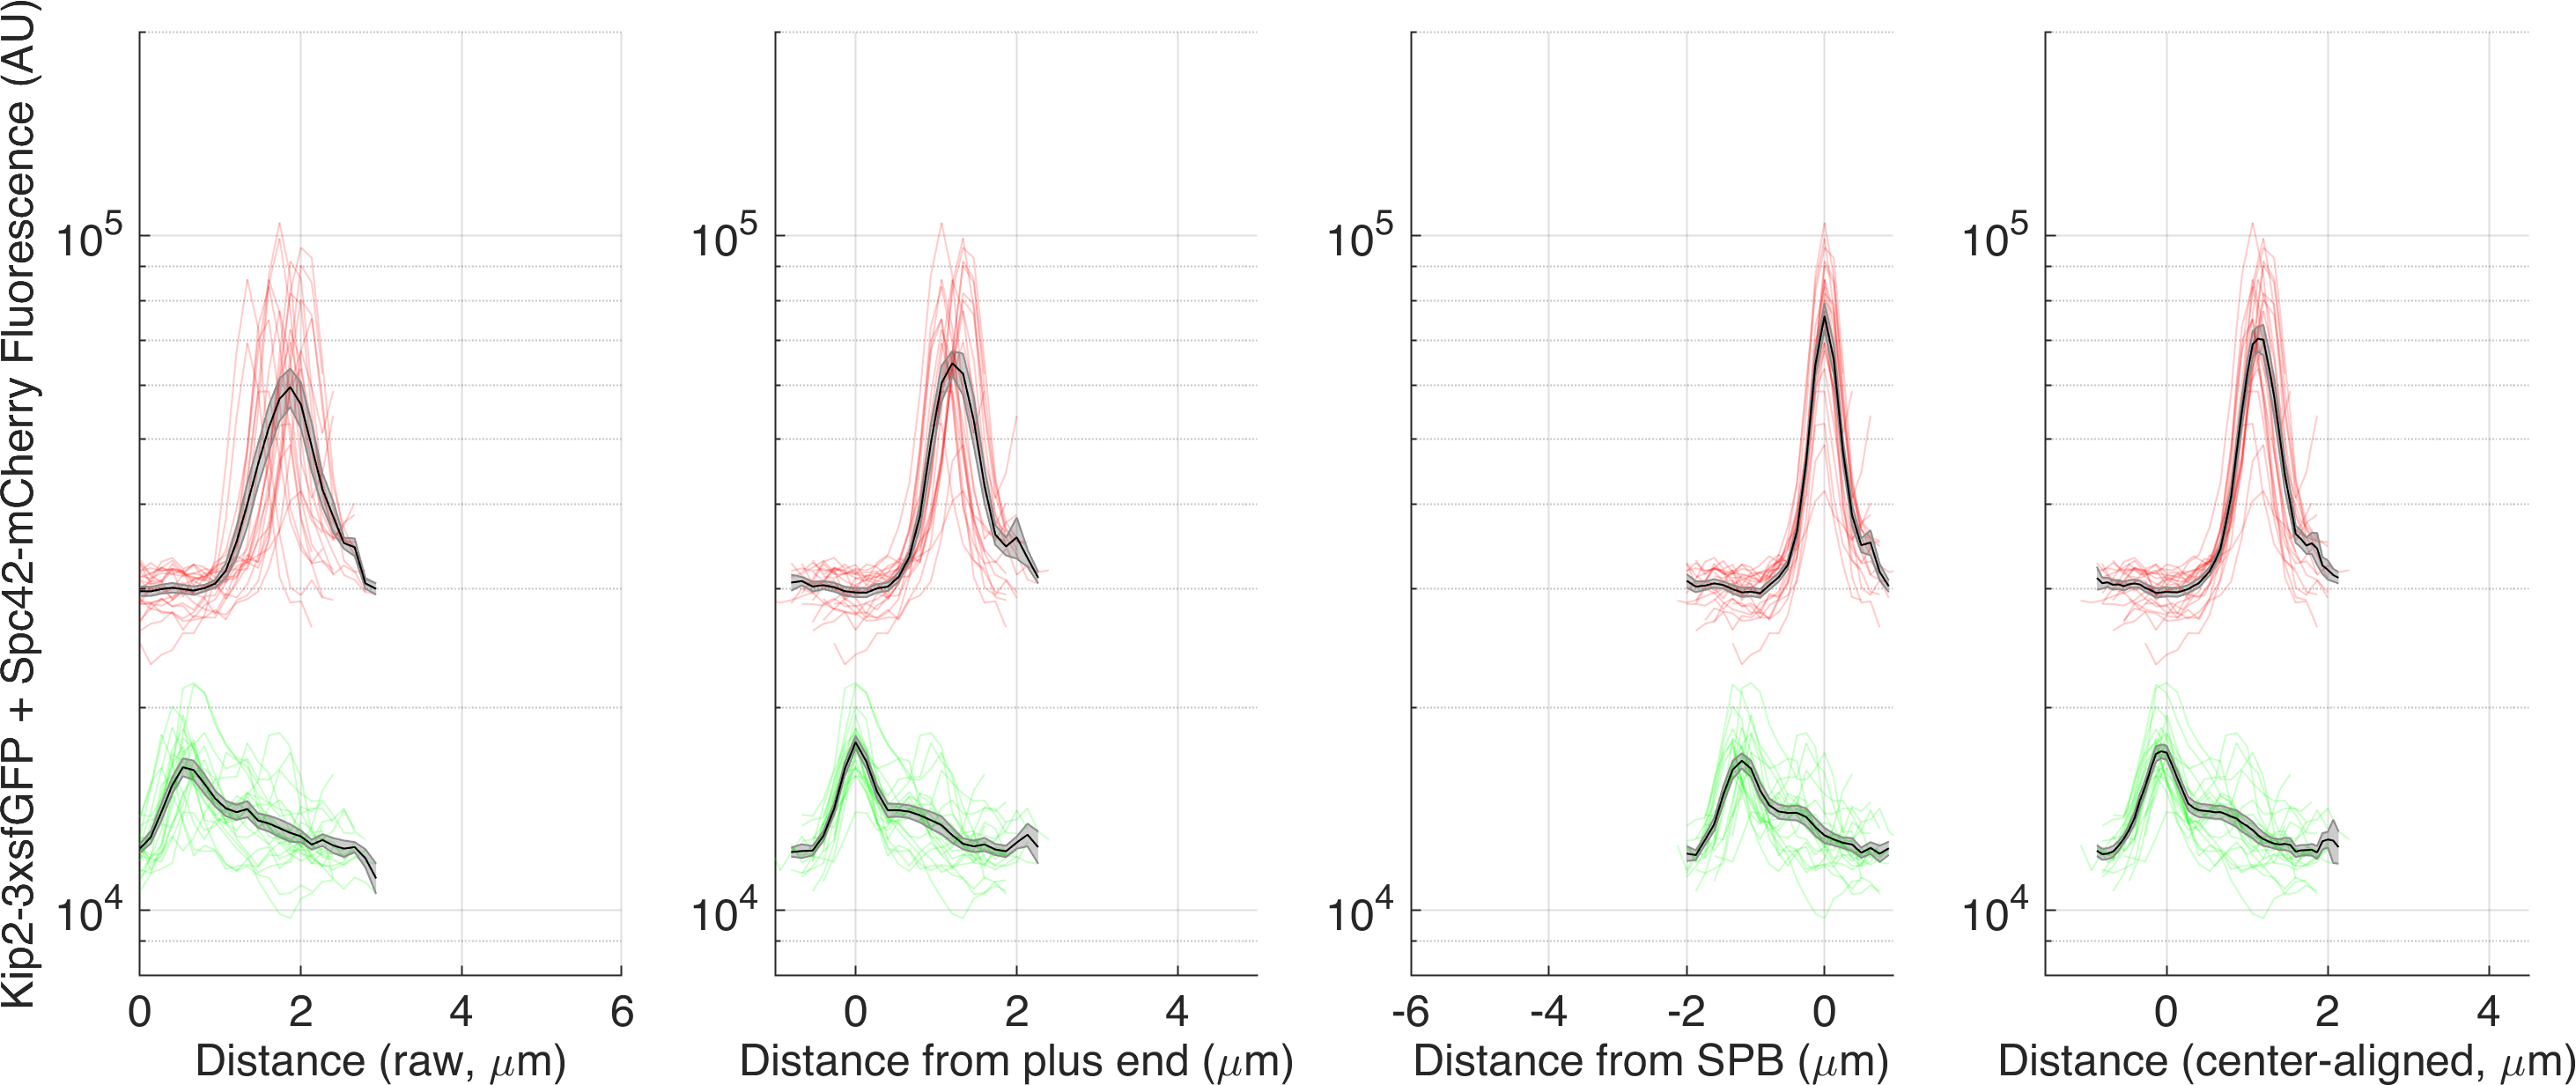 Kip2-3xsfGFP + Spc42-mCherry Fluorescence (AU)
10^5
10^4
0 2 4 6
Distance (raw, μm)
10^5
10^4
0 2 4
Distance from plus end (μm)
10^5
10^4
-6 -4 -2 0
Distance from SPB (μm)
10^5
10^4
0 2 4
Distance (center-aligned, μm)